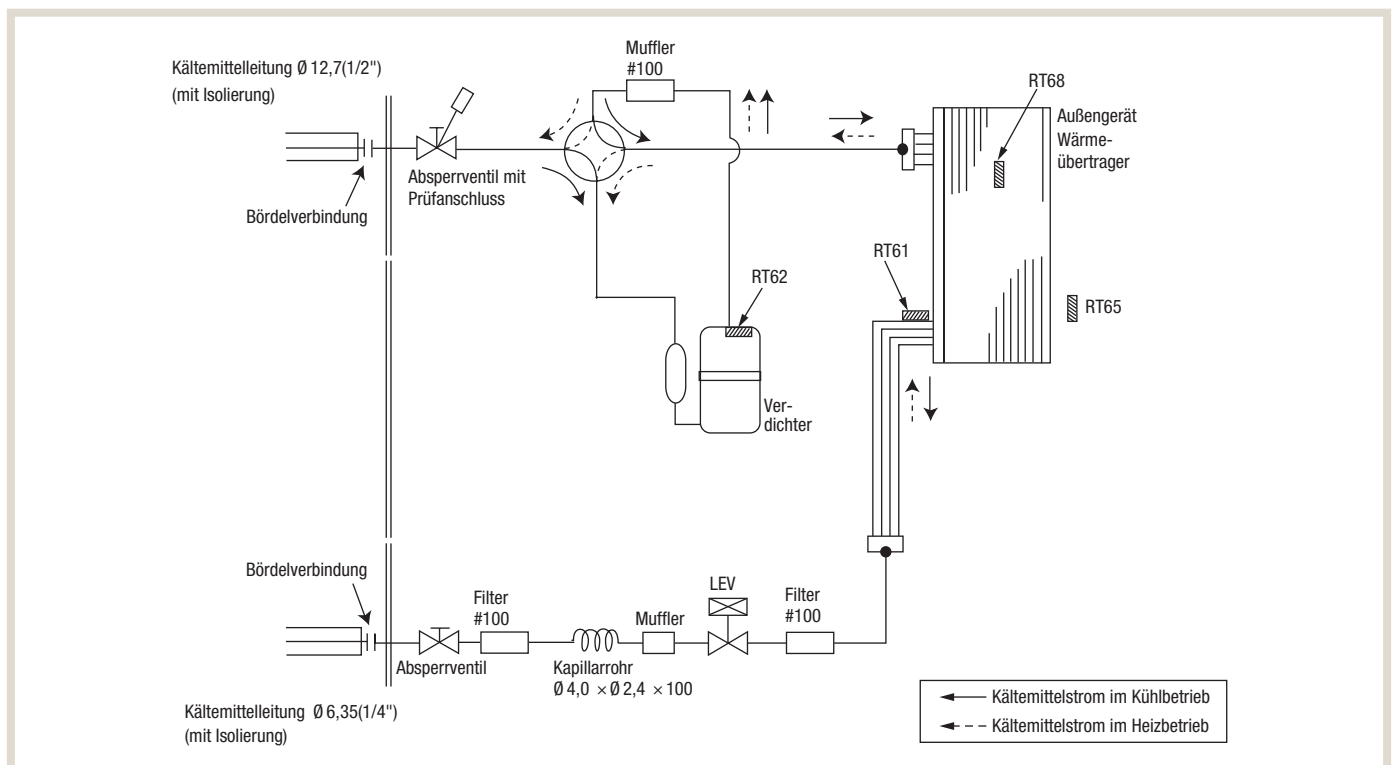 Muffler
#100
Kältemittelleitung Ø 12,7(1/2")
(mit Isolierung)
RT68
Außengerät
Wärme-
übertrager
Absperrventil mit
Prüfanschluss
Bördelverbindung
RT61
RT62
RT65
Ver-
dichter
Bördelverbindung
Filter
#100
Muffler
LEV
Filter
#100
Absperrventil
Kapillarrohr
Ø 4,0 × Ø 2,4 × 100
Kältemittelleitung Ø 6,35(1/4")
(mit Isolierung)
Kältemittelstrom im Kühlbetrieb
Kältemittelstrom im Heizbetrieb